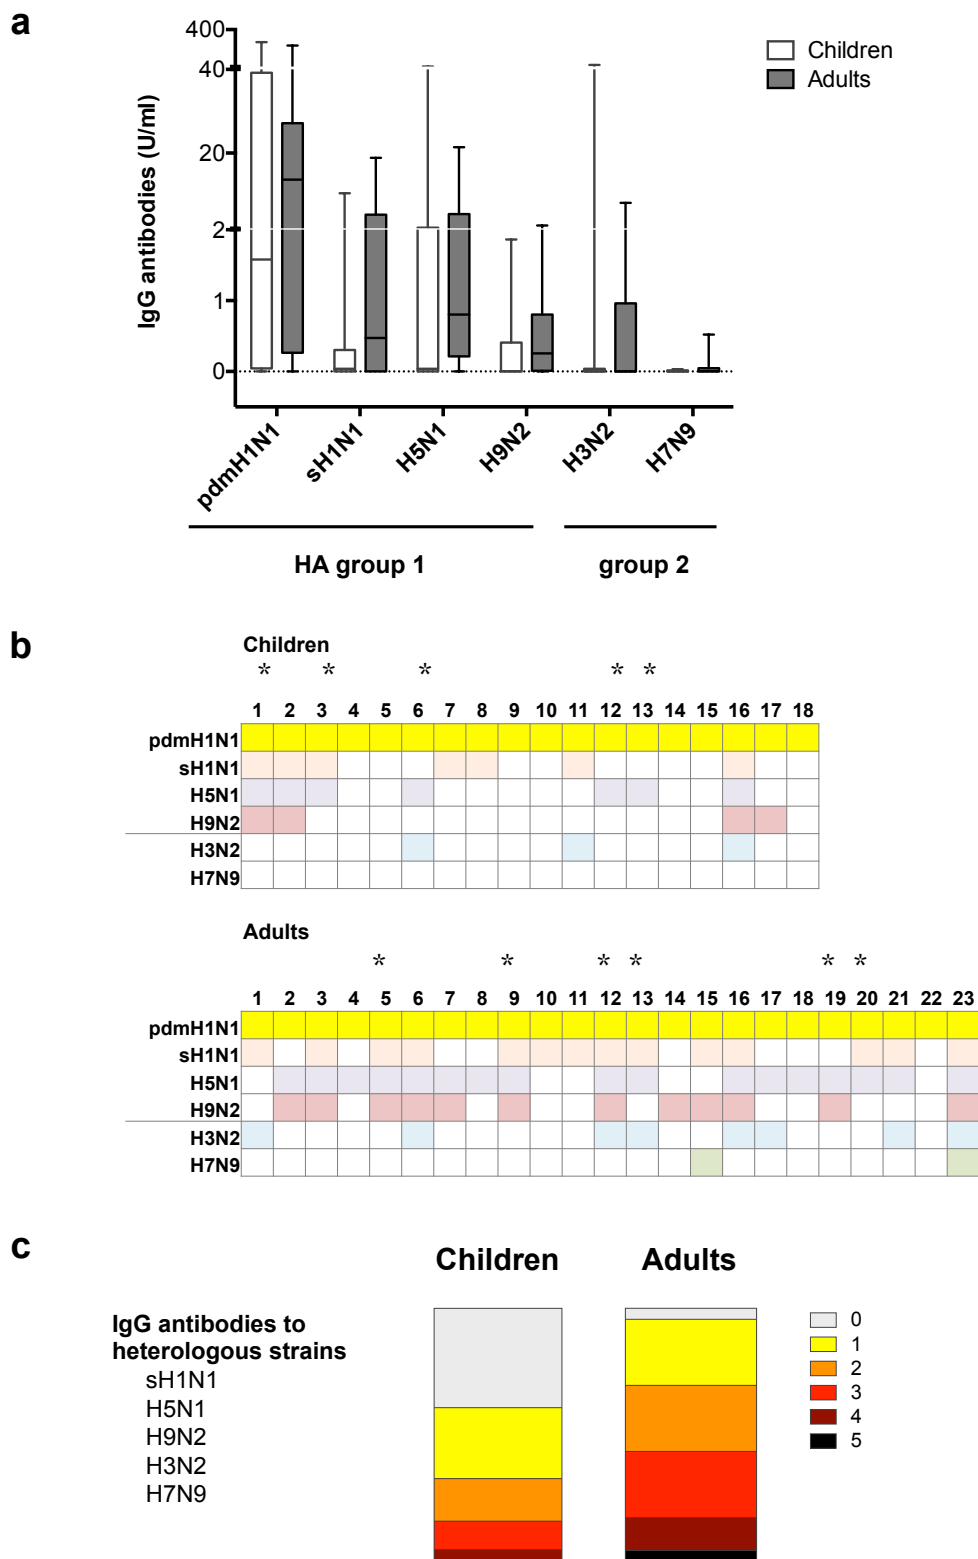 a
400
40
20
2
1
0
IgG antibodies (U/ml)
Children
Adults
pdmH1N1 sH1N1 H5N1 H9N2 H3N2 H7N9
HA group 1 group 2
b
Children
* * * * *
1 2 3 4 5 6 7 8 9 10 11 12 13 14 15 16 17 18
pdmH1N1
sH1N1
H5N1
H9N2
H3N2
H7N9
Adults
* * * * * *
1 2 3 4 5 6 7 8 9 10 11 12 13 14 15 16 17 18 19 20 21 22 23
pdmH1N1
sH1N1
H5N1
H9N2
H3N2
H7N9
c
Children Adults
IgG antibodies to
heterologous strains
sH1N1
H5N1
H9N2
H3N2
H7N9
0
1
2
3
4
5